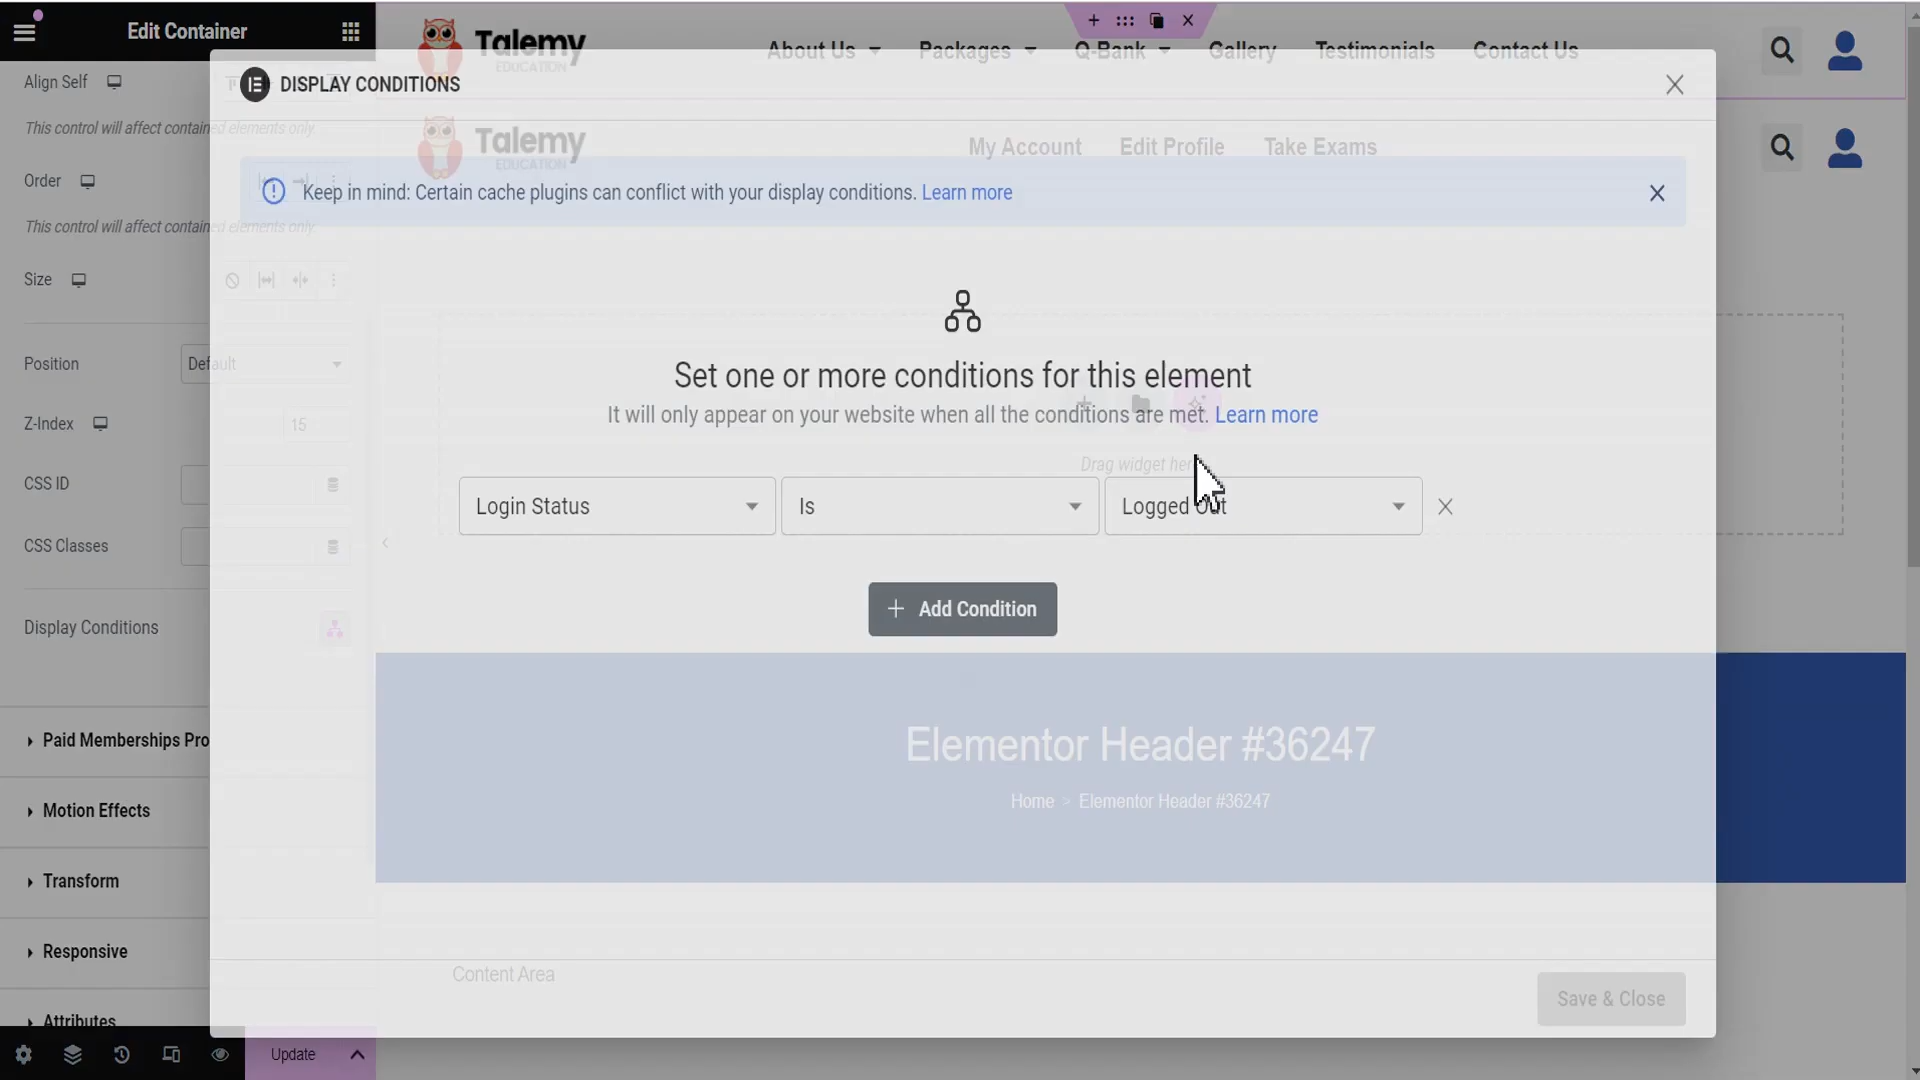 Edit Container
Talemy
EDUCATION
About Us
Packages
Q-Bank
Gallery
Testimonials
Contact Us
Align Self
DISPLAY CONDITIONS
This control will affect contained elements only.
Talemy
EDUCATION
My Account
Edit Profile
Take Exams
Order
Keep in mind: Certain cache plugins can conflict with your display conditions. Learn more
This control will affect contained elements only.
Size
Position
Default
Set one or more conditions for this element
It will only appear on your website when all the conditions are met. Learn more
Z-Index
15
Drag widget here
CSS ID
Login Status
Is
Logged Out
CSS Classes
Add Condition
Display Conditions
Paid Memberships Pro
Elementor Header #36247
Home > Elementor Header #36247
Motion Effects
Transform
Responsive
Content Area
Save & Close
Attributes
Update